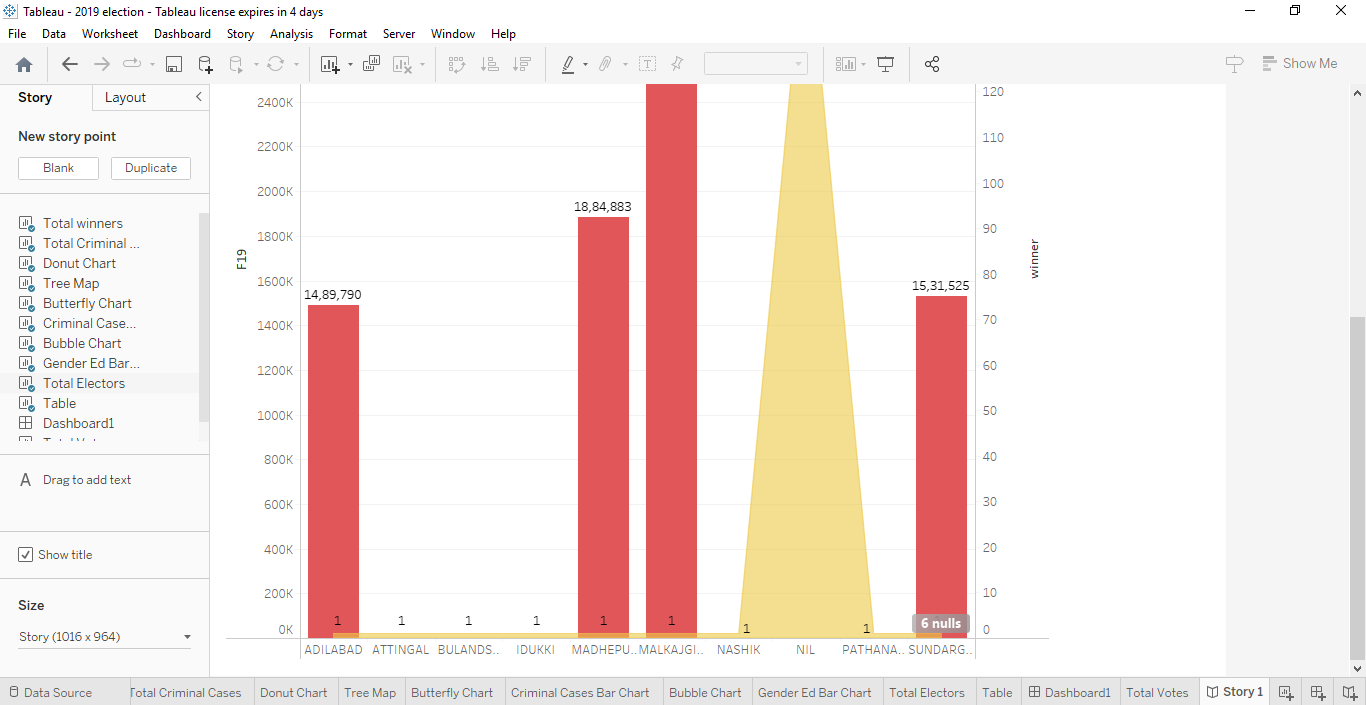 Tableau - 2019 election - Tableau license expires in 4 days
File Data Worksheet Dashboard Story Analysis Format Server Window Help
Show Me
Story Layout
New story point
Blank Duplicate
Total winners
Total Criminal ...
Donut Chart
Tree Map
Butterfly Chart
Criminal Case...
Bubble Chart
Gender Ed Bar...
Total Electors
Table
Dashboard1
A Drag to add text
Show title
Size
Story (1016 x 964)
F19
2400K
2200K
2000K
1800K
1600K
1400K
1200K
1000K
800K
600K
400K
200K
0K
14,89,790
18,84,883
15,31,525
1 1 1 1 1 1 1 1
6 nulls
120
110
100
90
80
70
60
50
40
30
20
10
0
winner
ADILABAD ATTINGAL BULANDS.. IDUKKI MADHEPU.. MALKAJGI.. NASHIK NIL PATHANA.. SUNDARG..
Data Source Total Criminal Cases Donut Chart Tree Map Butterfly Chart Criminal Cases Bar Chart Bubble Chart Gender Ed Bar Chart Total Electors Table Dashboard1 Total Votes Story 1